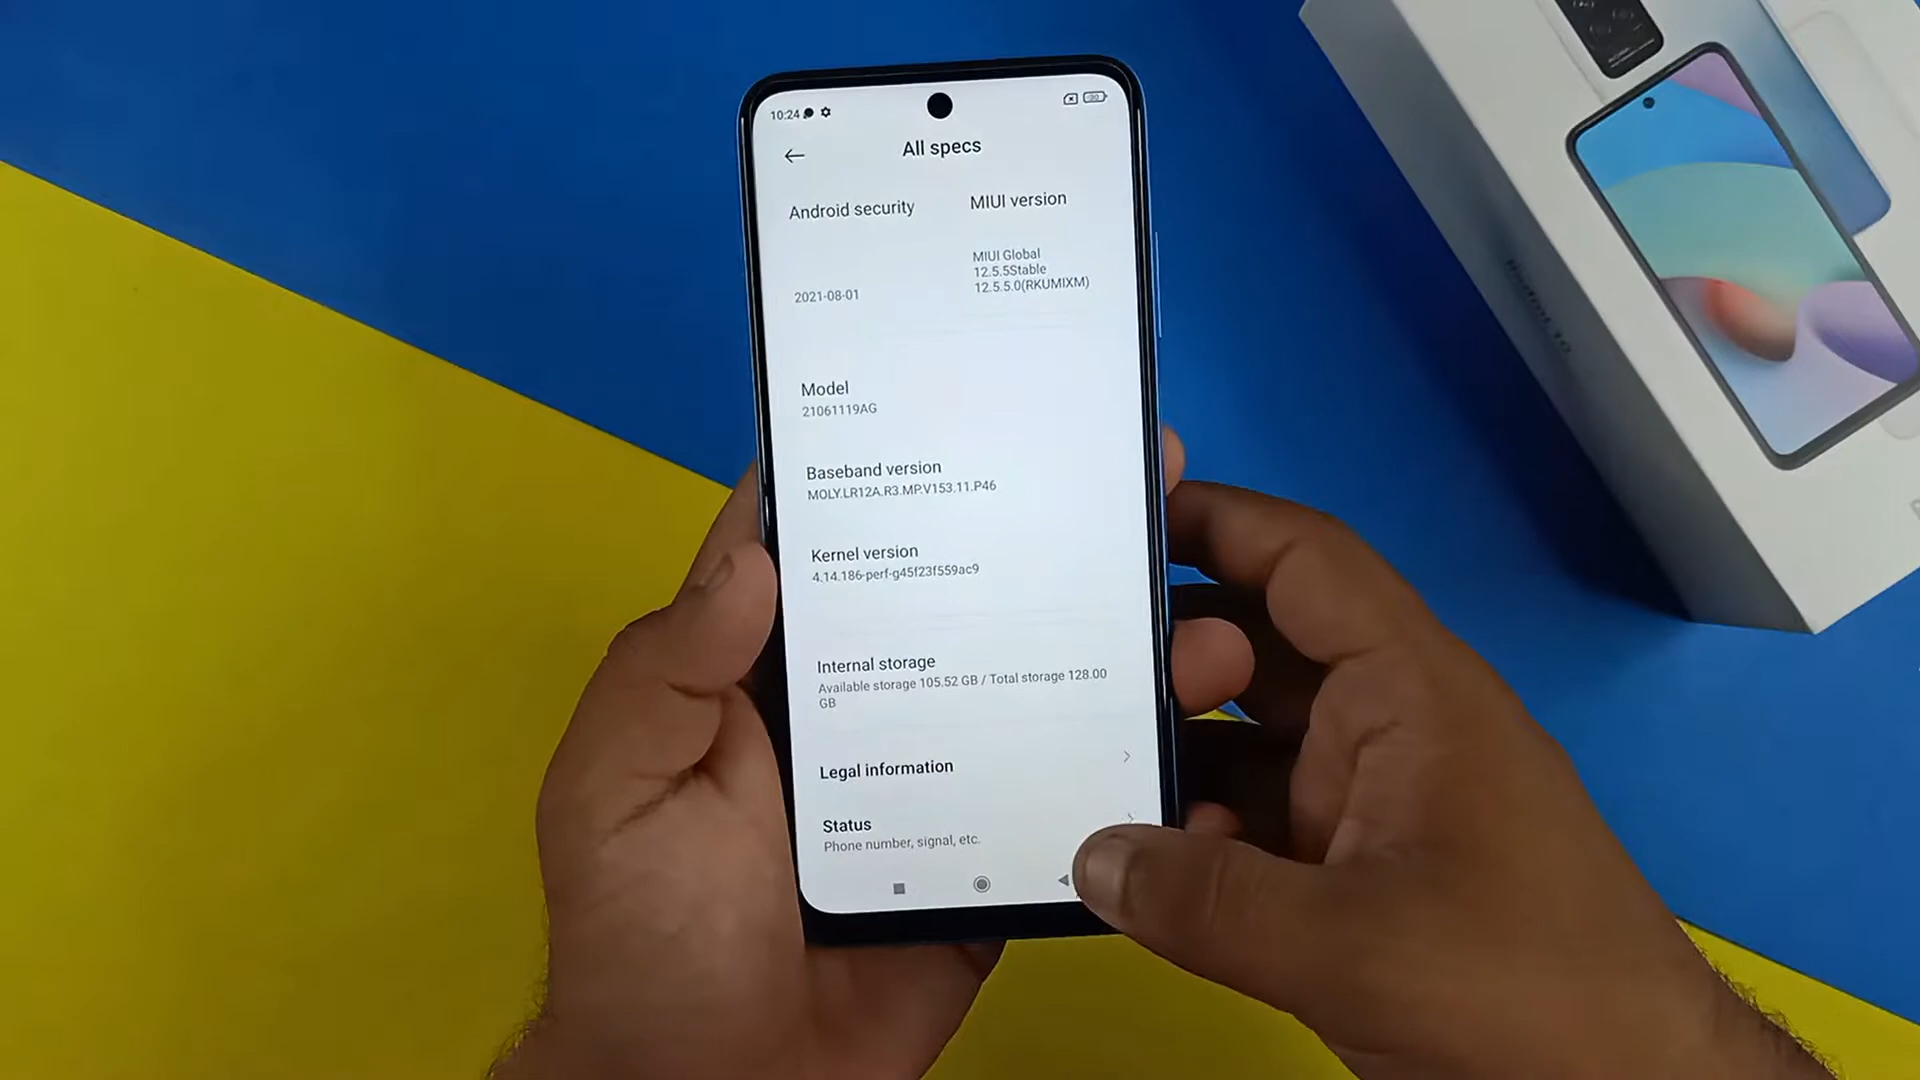 10:24
All specs
Android security
MIUI version
MIUI Global
12.5.5Stable
12.5.5.0(RKUMIXM)
2021-08-01
Model
21061119AG
Baseband version
MOLY.LR12A.R3.MP.V153.11.P46
Kernel version
4.14.186-perf-g45f23f559ac9
Internal storage
Available storage 105.52 GB / Total storage 128.00
GB
Legal information
Status
Phone number, signal, etc.
Redmi 10